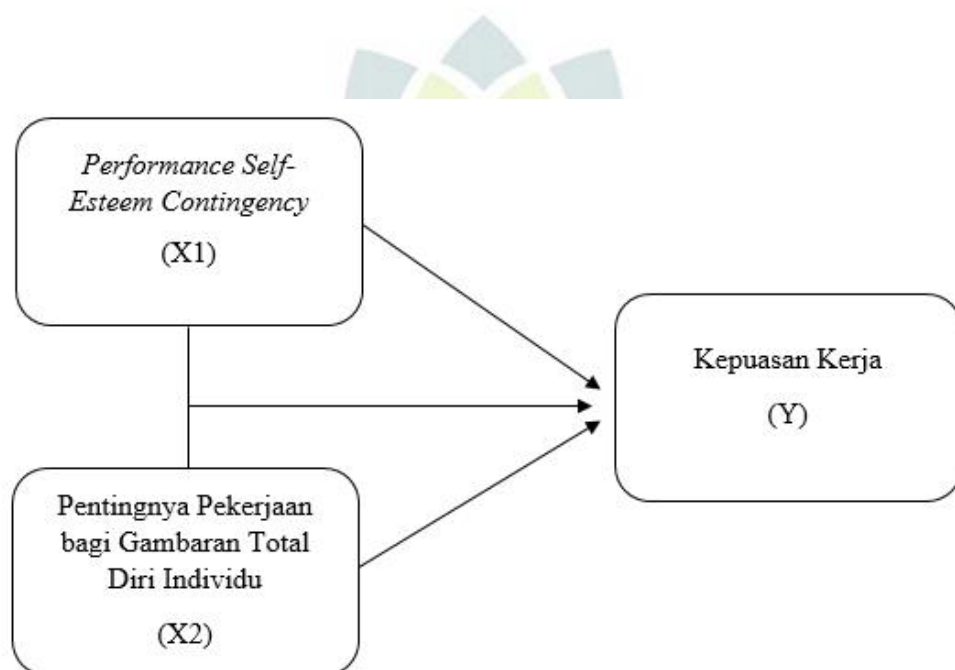 Performance Self-
Esteem Contingency
(X1)
Kepuasan Kerja
(Y)
Pentingnya Pekerjaan
bagi Gambaran Total
Diri Individu
(X2)